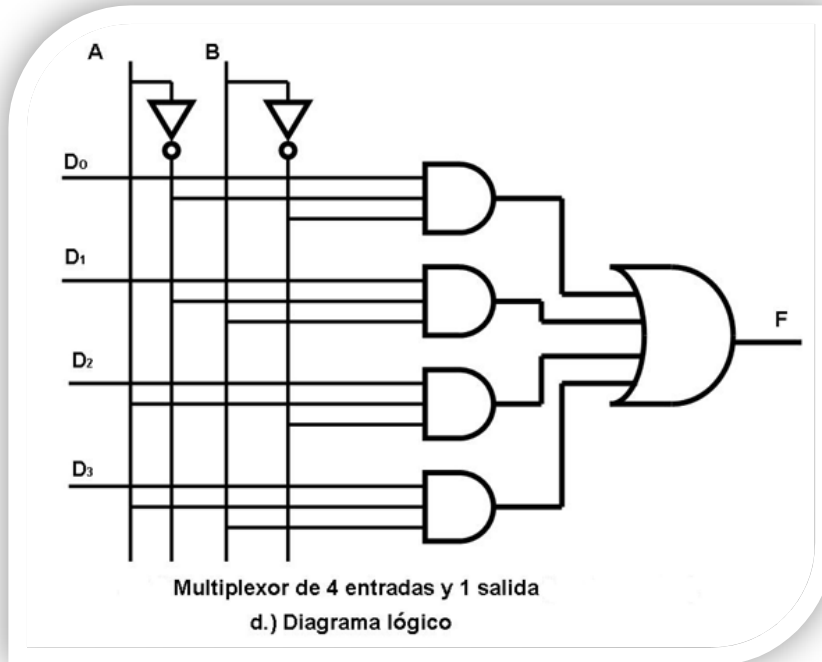 A B
D₀
D₁
D₂
D₃
F
Multiplexor de 4 entradas y 1 salida
d.) Diagrama lógico